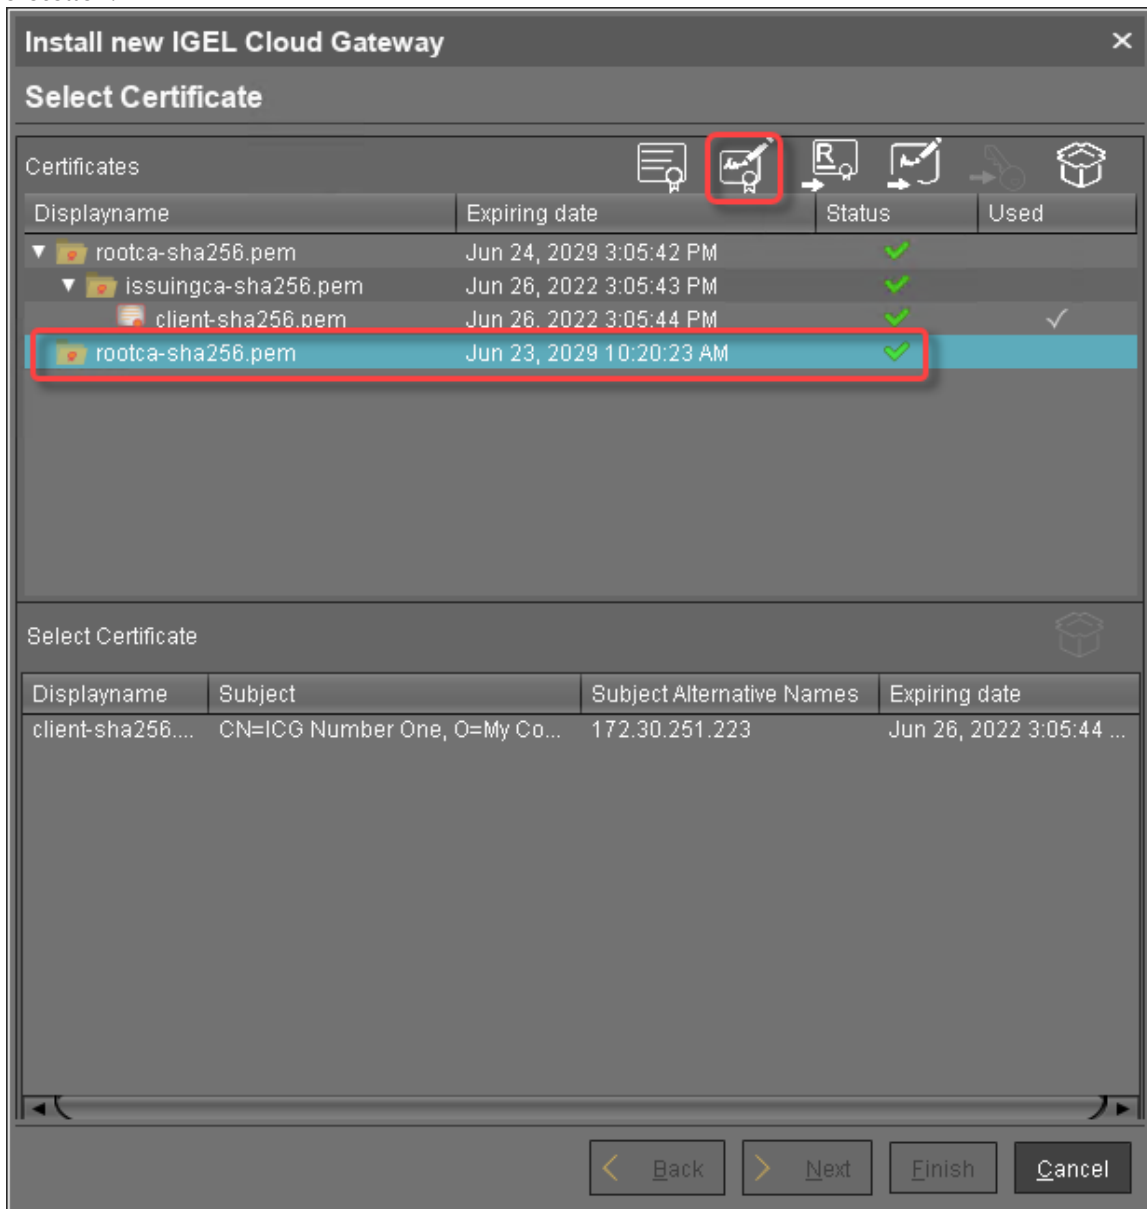 Install new IGEL Cloud Gateway
Select Certificate
Certificates
R
Displayname Expiring date Status Used
rootca-sha256.pem Jun 24, 2029 3:05:42 PM
issuingca-sha256.pem Jun 26, 2022 3:05:43 PM
client-sha256.pem Jun 26, 2022 3:05:44 PM
rootca-sha256.pem Jun 23, 2029 10:20:23 AM
Select Certificate
Displayname Subject Subject Alternative Names Expiring date
client-sha256.... CN=ICG Number One, O=My Co... 172.30.251.223 Jun 26, 2022 3:05:44 ...
Back Next Finish Cancel